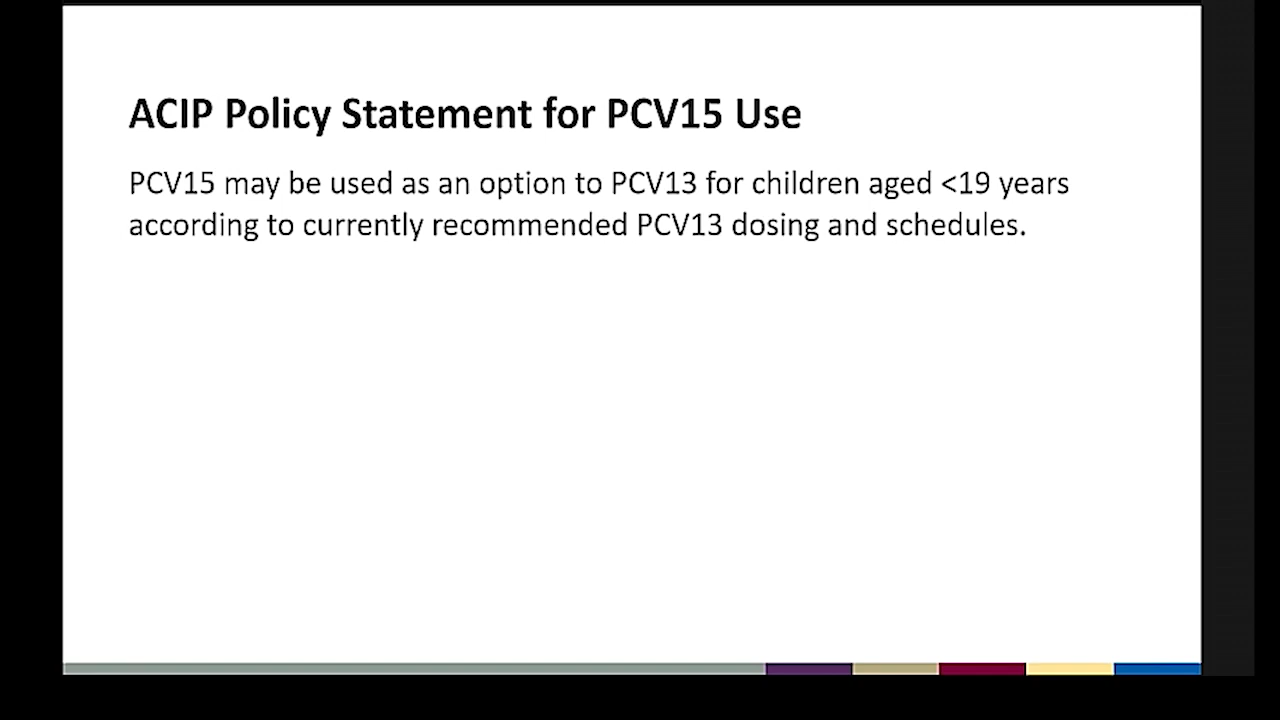 ACIP Policy Statement for PCV15 Use
PCV15 may be used as an option to PCV13 for children aged <19 years
according to currently recommended PCV13 dosing and schedules.